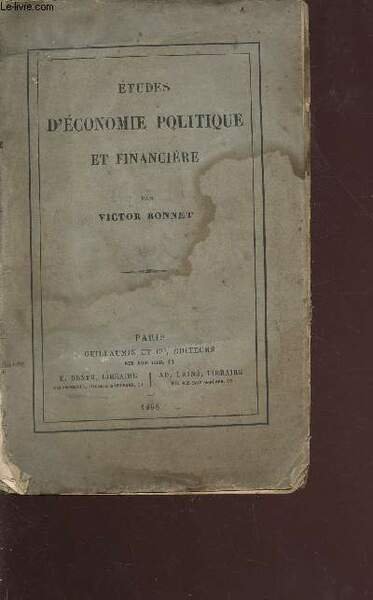 Le-livre.com
ÉTUDES
D'ÉCONOMIE POLITIQUE
ET FINANCIÈRE
PAR
VICTOR BONNET
PARIS
GUILLAUMIN ET Cie, ÉDITEURS
E. DENTU, LIBRAIRE
AD. LAINÉ, LIBRAIRE